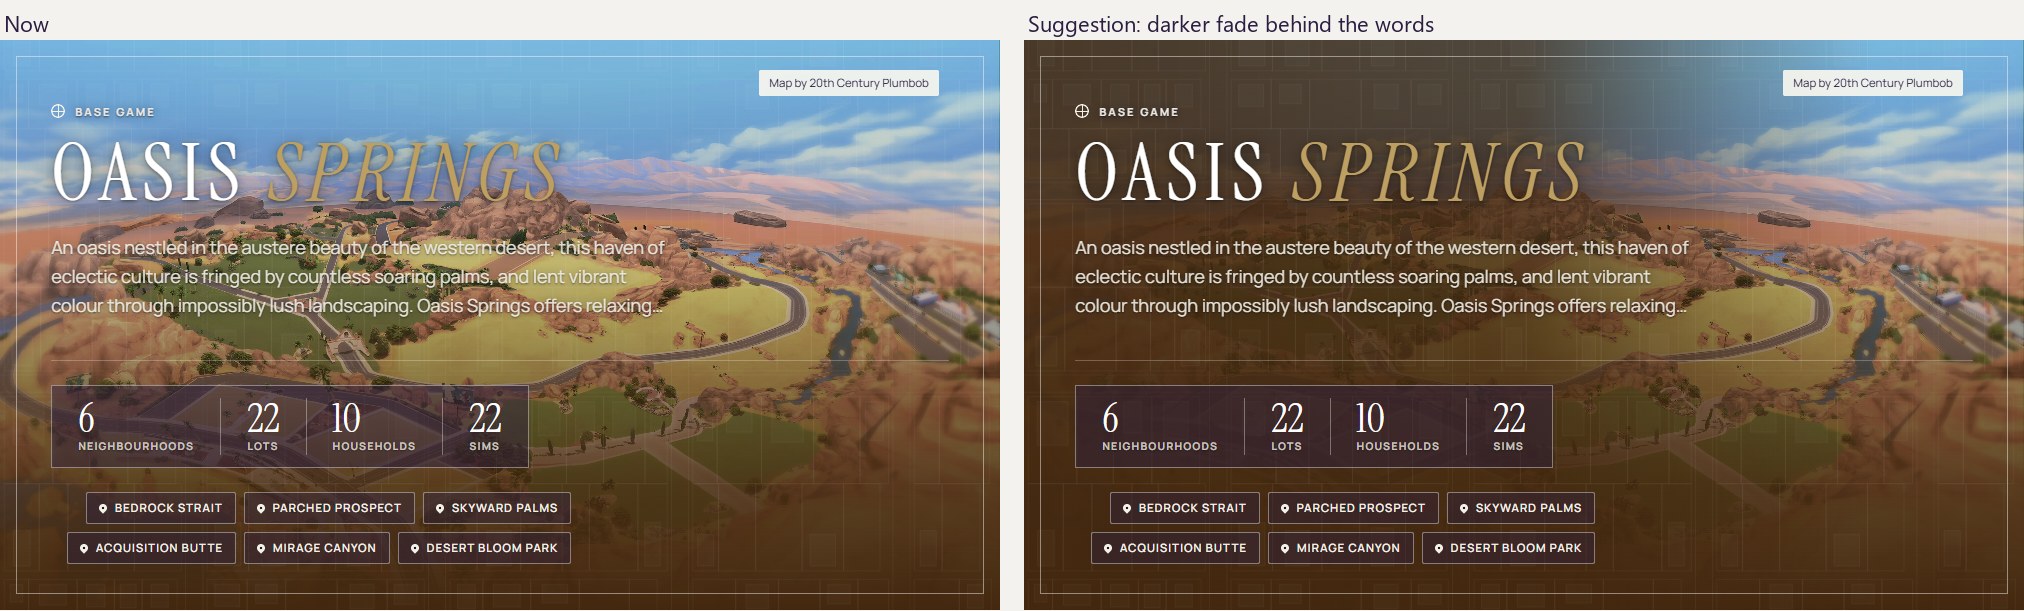 Now
Map by 20th Century Plumbob
BASE GAME
OASIS SPRINGS
An oasis nestled in the austere beauty of the western desert, this haven of
eclectic culture is fringed by countless soaring palms, and lent vibrant
colour through impossibly lush landscaping. Oasis Springs offers relaxing...
6 22 10 22
NEIGHBOURHOODS LOTS HOUSEHOLDS SIMS
BEDROCK STRAIT PARCHED PROSPECT SKYWARD PALMS
ACQUISITION BUTTE MIRAGE CANYON DESERT BLOOM PARK
Suggestion: darker fade behind the words
Map by 20th Century Plumbob
BASE GAME
OASIS SPRINGS
An oasis nestled in the austere beauty of the western desert, this haven of
eclectic culture is fringed by countless soaring palms, and lent vibrant
colour through impossibly lush landscaping. Oasis Springs offers relaxing...
6 22 10 22
NEIGHBOURHOODS LOTS HOUSEHOLDS SIMS
BEDROCK STRAIT PARCHED PROSPECT SKYWARD PALMS
ACQUISITION BUTTE MIRAGE CANYON DESERT BLOOM PARK